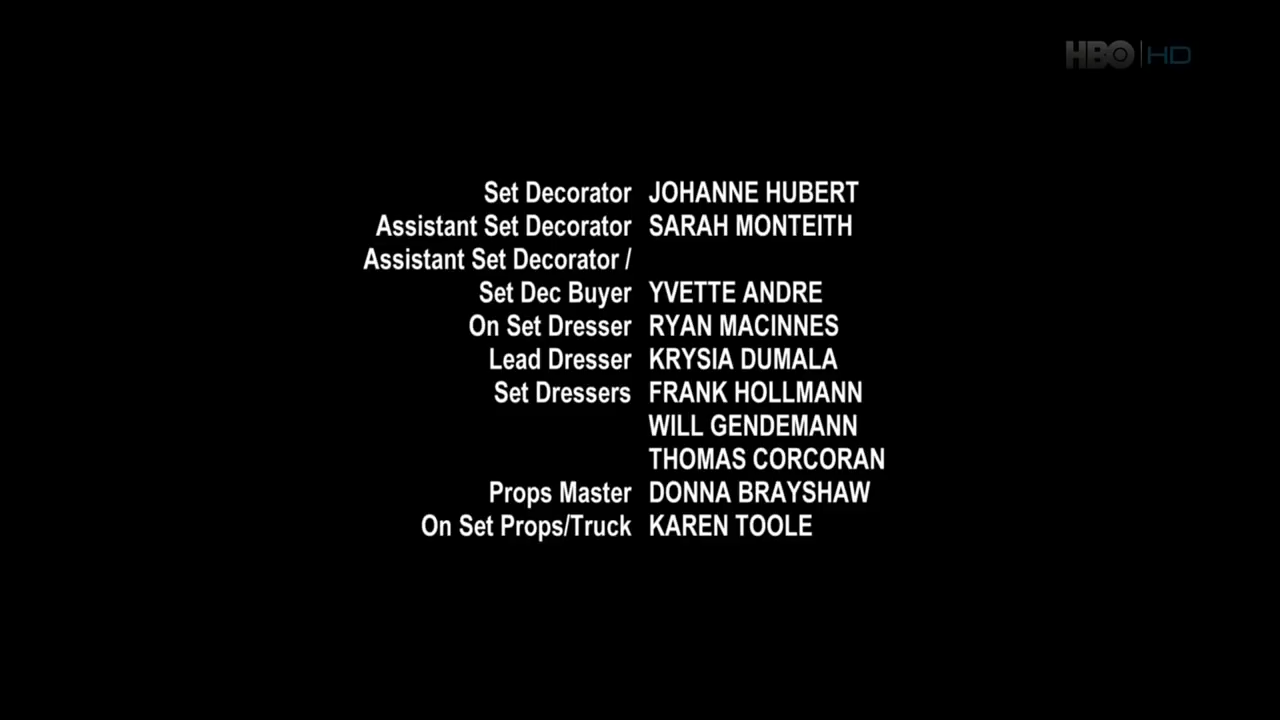 HBO HD
Set Decorator JOHANNE HUBERT
Assistant Set Decorator SARAH MONTEITH
Assistant Set Decorator /
Set Dec Buyer YVETTE ANDRE
On Set Dresser RYAN MACINNES
Lead Dresser KRYSIA DUMALA
Set Dressers FRANK HOLLMANN
WILL GENDEMANN
THOMAS CORCORAN
Props Master DONNA BRAYSHAW
On Set Props/Truck KAREN TOOLE